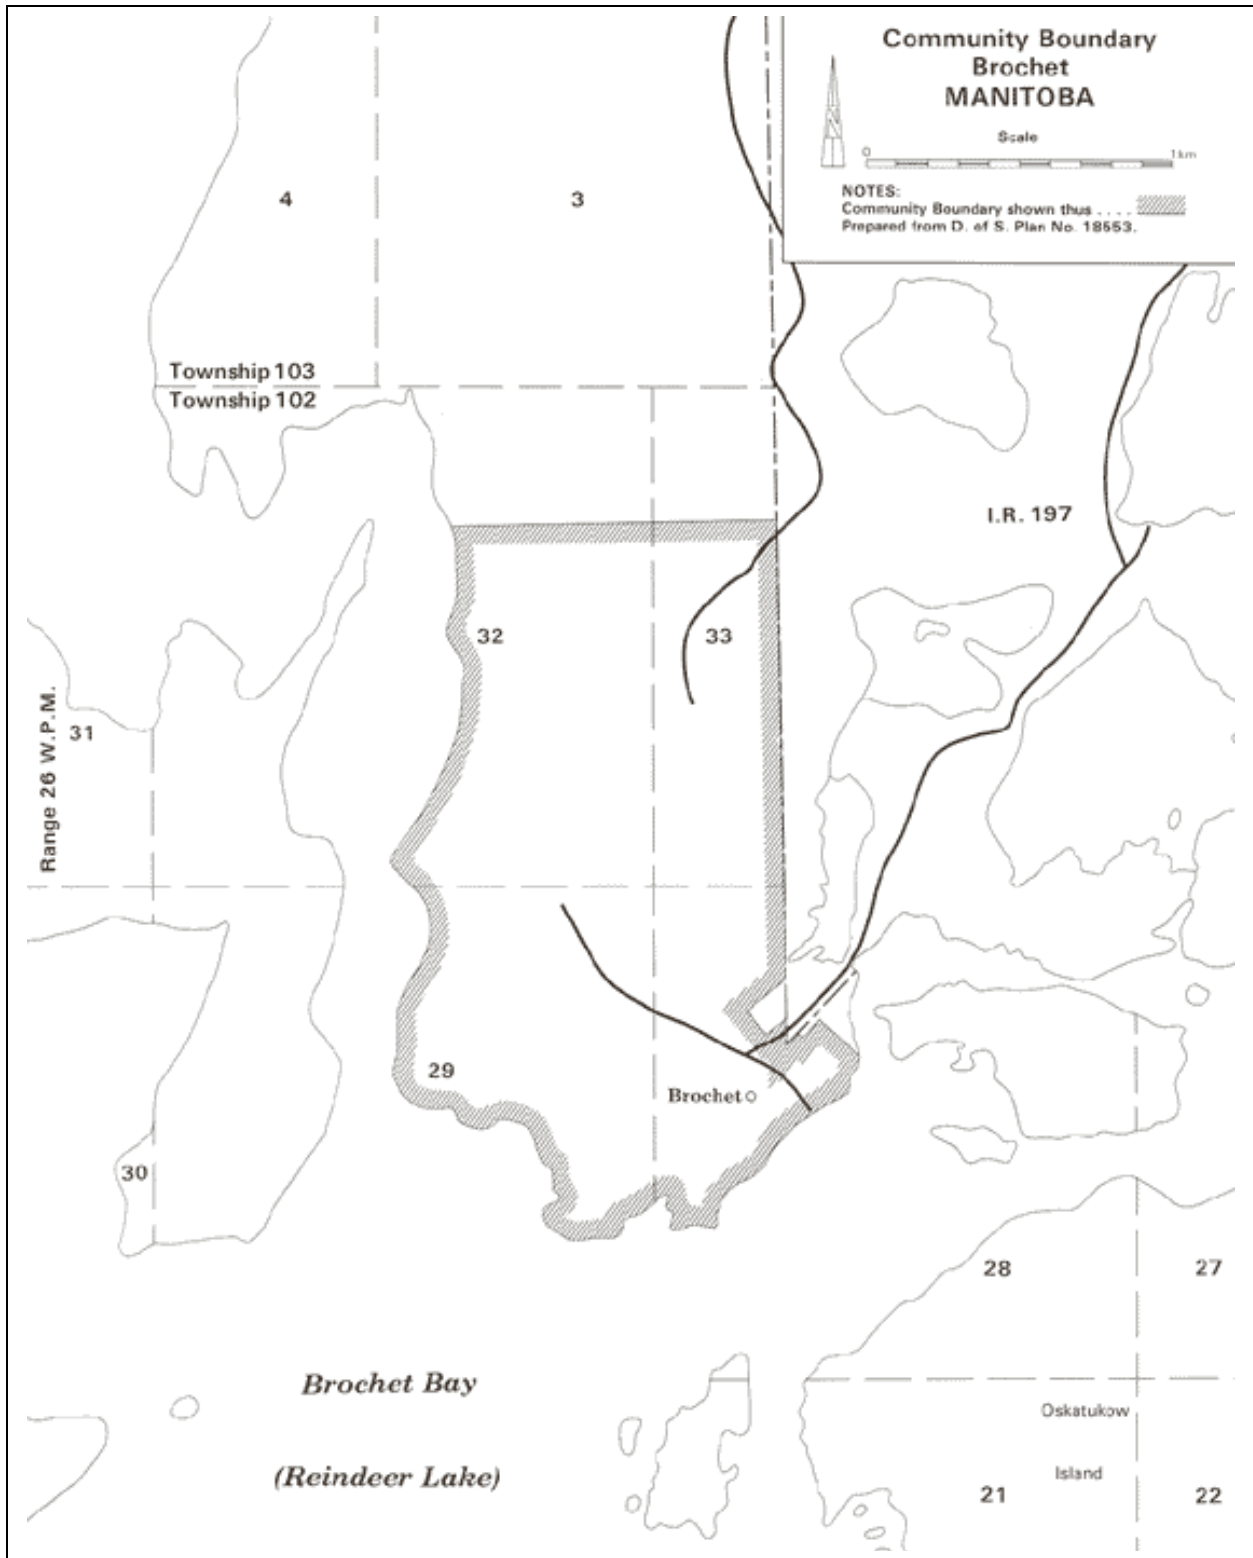 Community Boundary
Brochet
MANITOBA
Scale
0 1 km
NOTES:
Community Boundary shown thus ....
Prepared from D. of S. Plan No. 18553.
4
3
Township 103
Township 102
I.R. 197
32
33
Range 26 W.P.M.
31
29
Brochet
30
28
27
Brochet Bay
(Reindeer Lake)
Oskatukow
Island
21
22